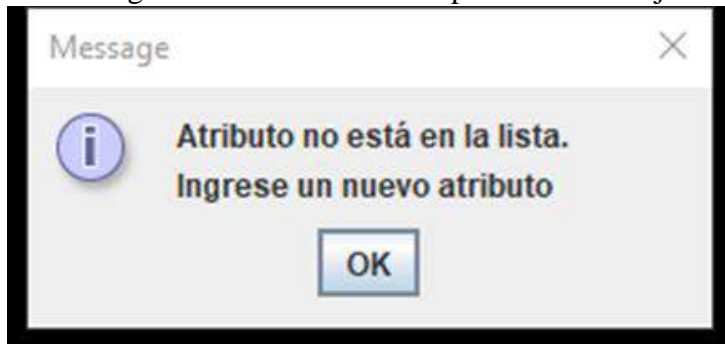 Message
Atributo no está en la lista.
Ingrese un nuevo atributo
OK